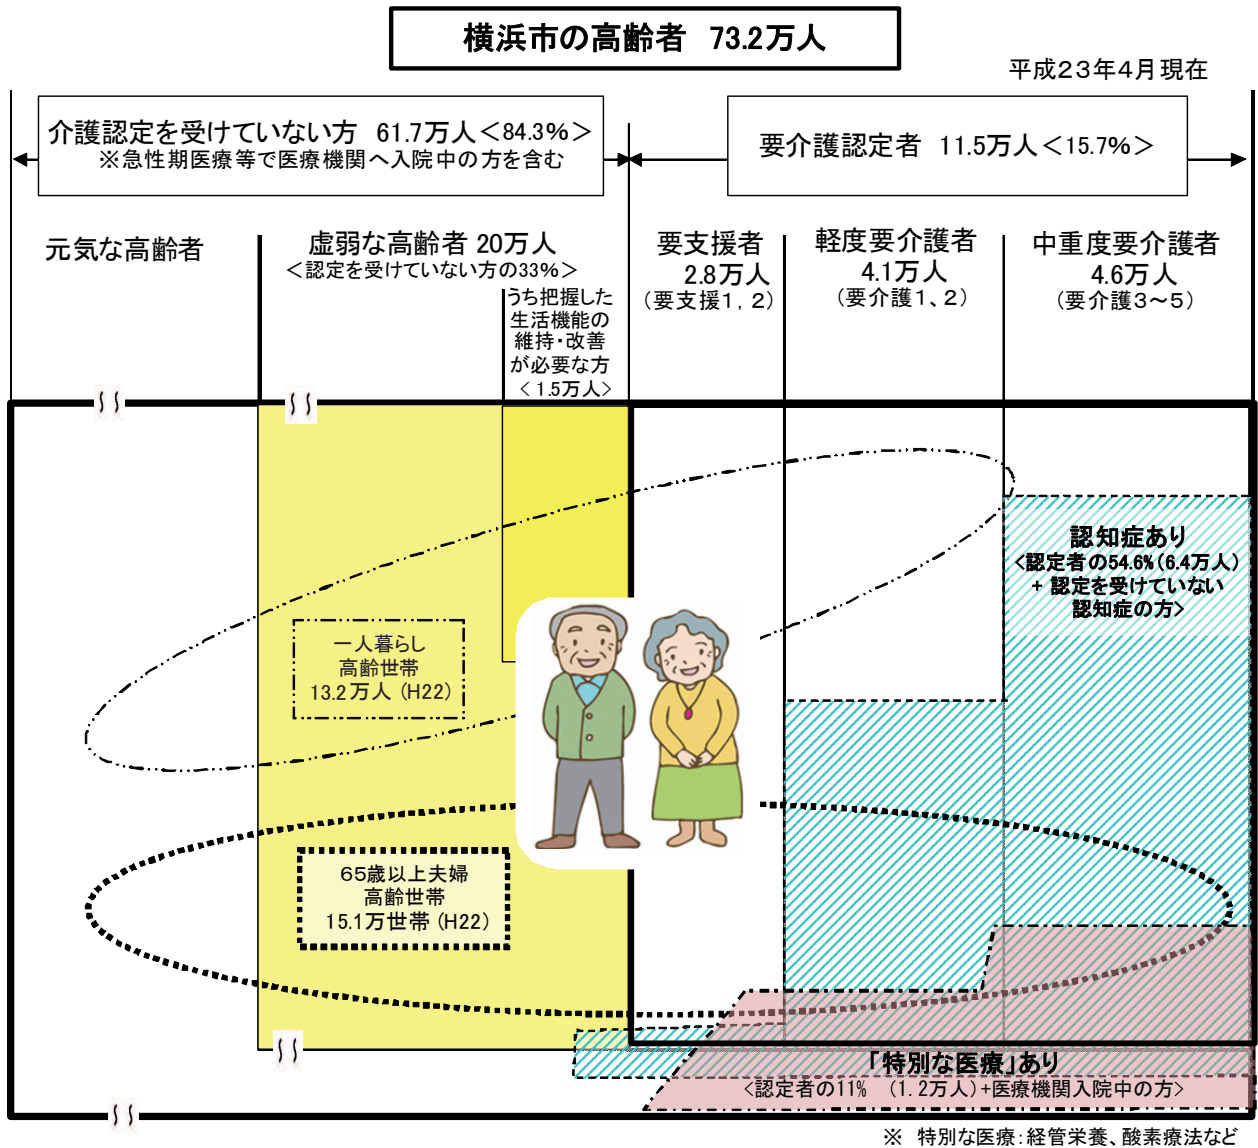 横浜市の高齢者 73.2万人
平成23年4月現在
介護認定を受けていない方 61.7万人<84.3%>
※急性期医療等で医療機関へ入院中の方を含む
要介護認定者 11.5万人<15.7%>
元気な高齢者
虚弱な高齢者 20万人
<認定を受けていない方の33%>
うち把握した
生活機能の
維持・改善
が必要な方
<1.5万人>
要支援者
2.8万人
(要支援1,2)
軽度要介護者
4.1万人
(要介護1、2)
中重度要介護者
4.6万人
(要介護3~5)
認知症あり
<認定者の54.6%(6.4万人)
+ 認定を受けていない
認知症の方>
一人暮らし
高齢世帯
13.2万人 (H22)
65歳以上夫婦
高齢世帯
15.1万世帯 (H22)
「特別な医療」あり
<認定者の11% (1.2万人)+医療機関入院中の方>
※ 特別な医療:経管栄養、酸素療法など